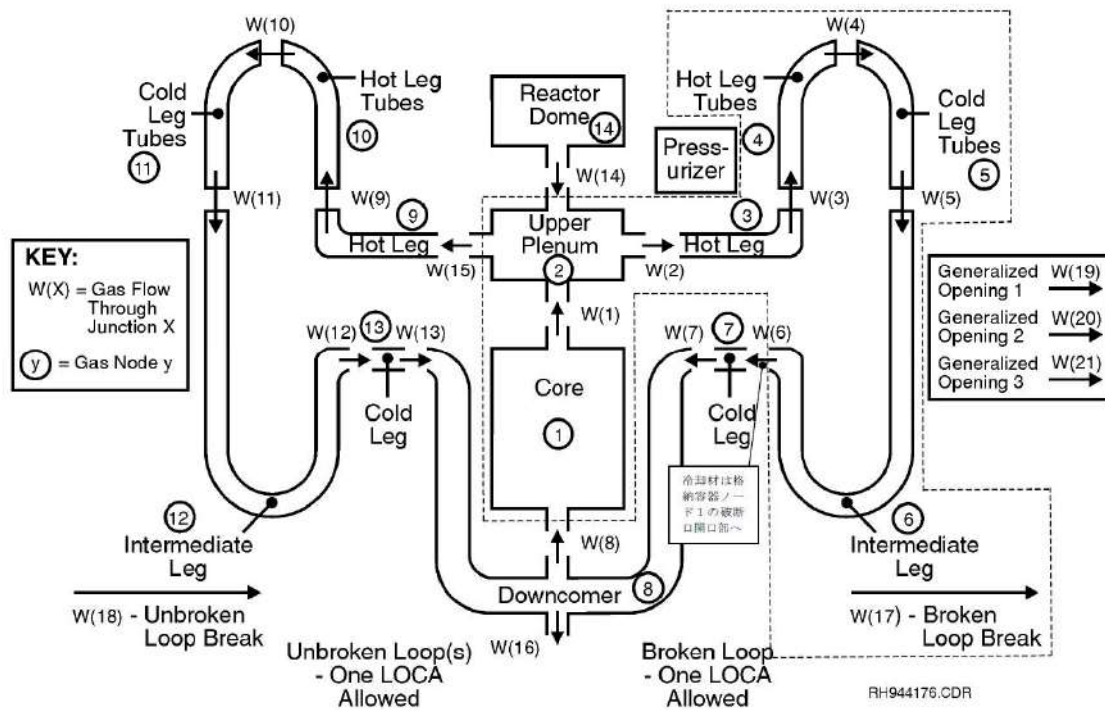 W(10)
Cold
Leg
Tubes
11
Hot Leg
Tubes
10
W(11)
W(9)
9
Hot Leg
W(15)
Reactor
Dome
14
W(14)
Upper
Plenum
2
W(2)
W(1)
Press-
urizer
W(4)
Hot Leg
Tubes
4
Cold
Leg
Tubes
5
3
Hot Leg
W(3)
W(5)
KEY:
W(X) = Gas Flow
Through
Junction X
y = Gas Node y
Generalized
Opening 1
W(19)
Generalized
Opening 2
W(20)
Generalized
Opening 3
W(21)
W(12)
13
W(13)
Cold
Leg
Core
1
W(7)
7
W(6)
Cold
Leg
冷却材は格
納容器ノー
ド１の破断
口開口部へ
12
Intermediate
Leg
W(18) - Unbroken
Loop Break
W(8)
Downcomer
8
W(16)
6
Intermediate
Leg
W(17) - Broken
Loop Break
Unbroken Loop(s)
- One LOCA
Allowed
Broken Loop
- One LOCA
Allowed
RH944176.CDR